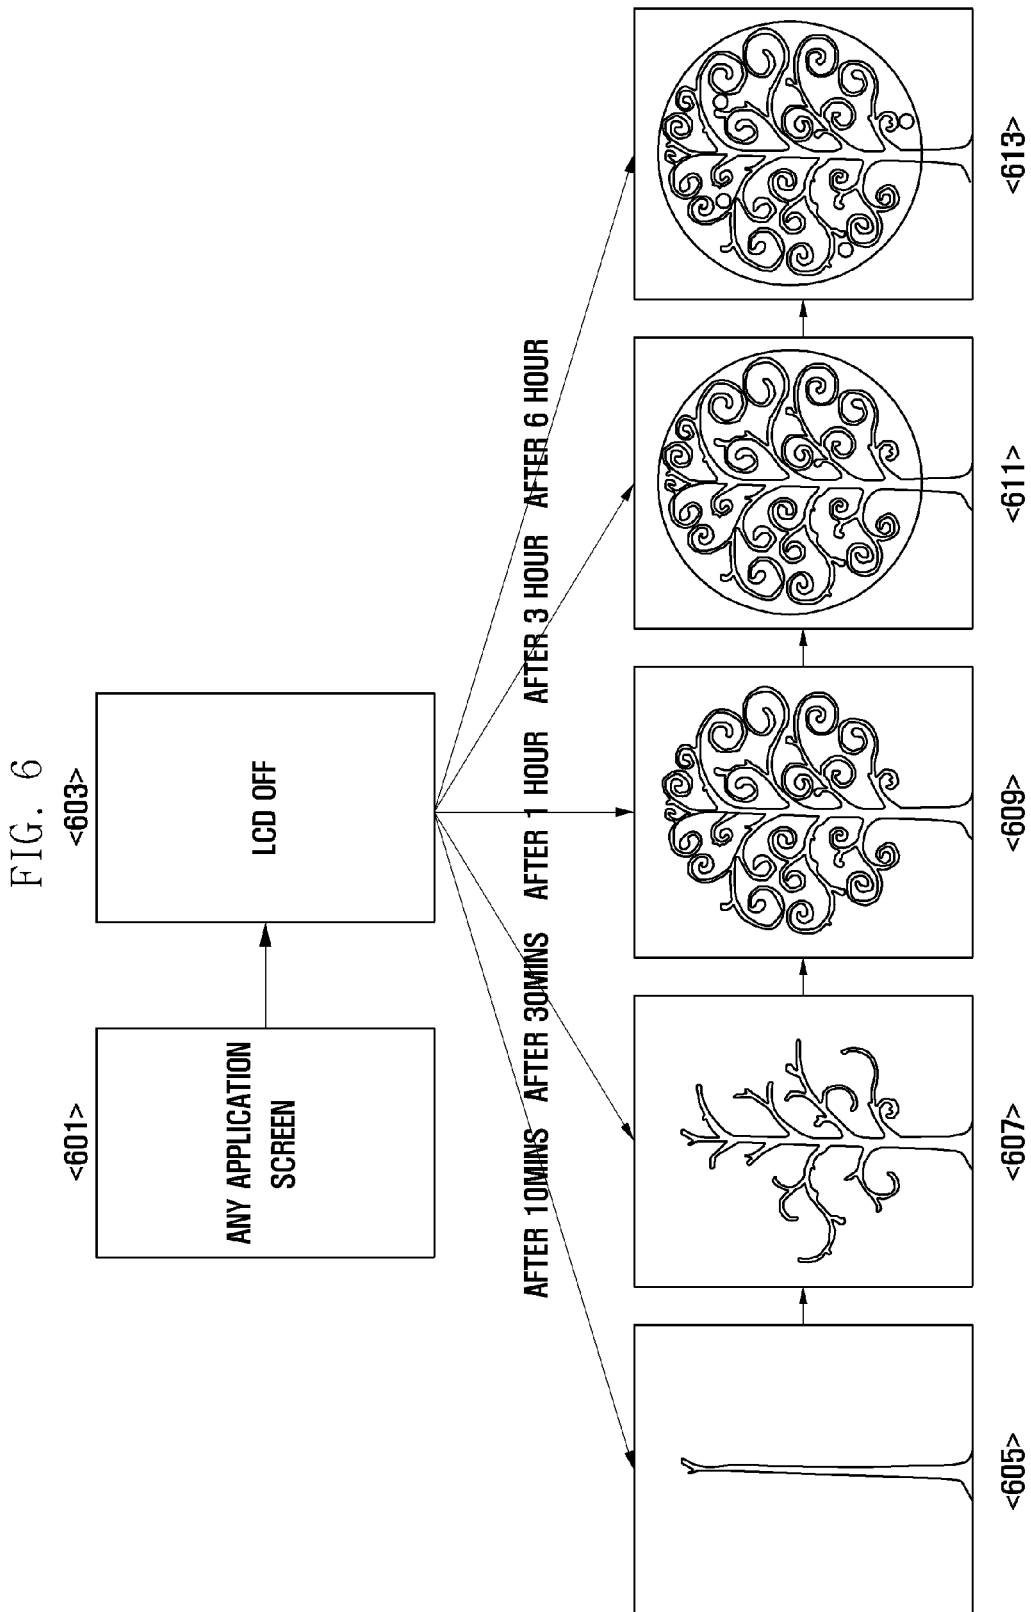 FIG. 6
<601>
<603>
ANY APPLICATION
SCREEN
LCD OFF
AFTER 10MINS
AFTER 30MINS
AFTER 1 HOUR
AFTER 3 HOUR
AFTER 6 HOUR
<605>
<607>
<609>
<611>
<613>